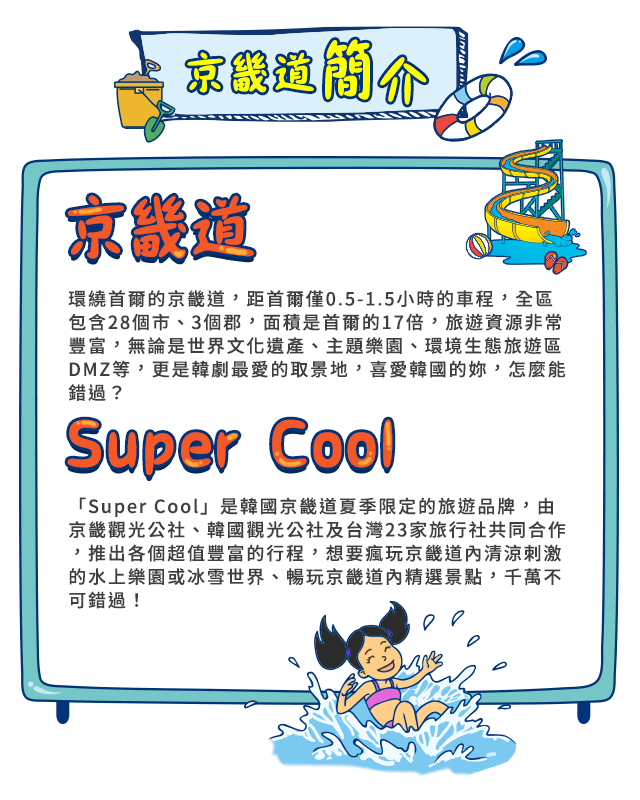 京畿道簡介
京畿道
環繞首爾的京畿道，距首爾僅0.5-1.5小時的車程，全區
包含28個市、3個郡，面積是首爾的17倍，旅遊資源非常
豐富，無論是世界文化遺產、主題樂園、環境生態旅遊區
DMZ等，更是韓劇最愛的取景地，喜愛韓國的妳，怎麼能
錯過？
Super Cool
「Super Cool」是韓國京畿道夏季限定的旅遊品牌，由
京畿觀光公社、韓國觀光公社及台灣23家旅行社共同合作
，推出各個超值豐富的行程，想要瘋玩京畿道內清涼刺激
的水上樂園或冰雪世界、暢玩京畿道內精選景點，千萬不
可錯過！